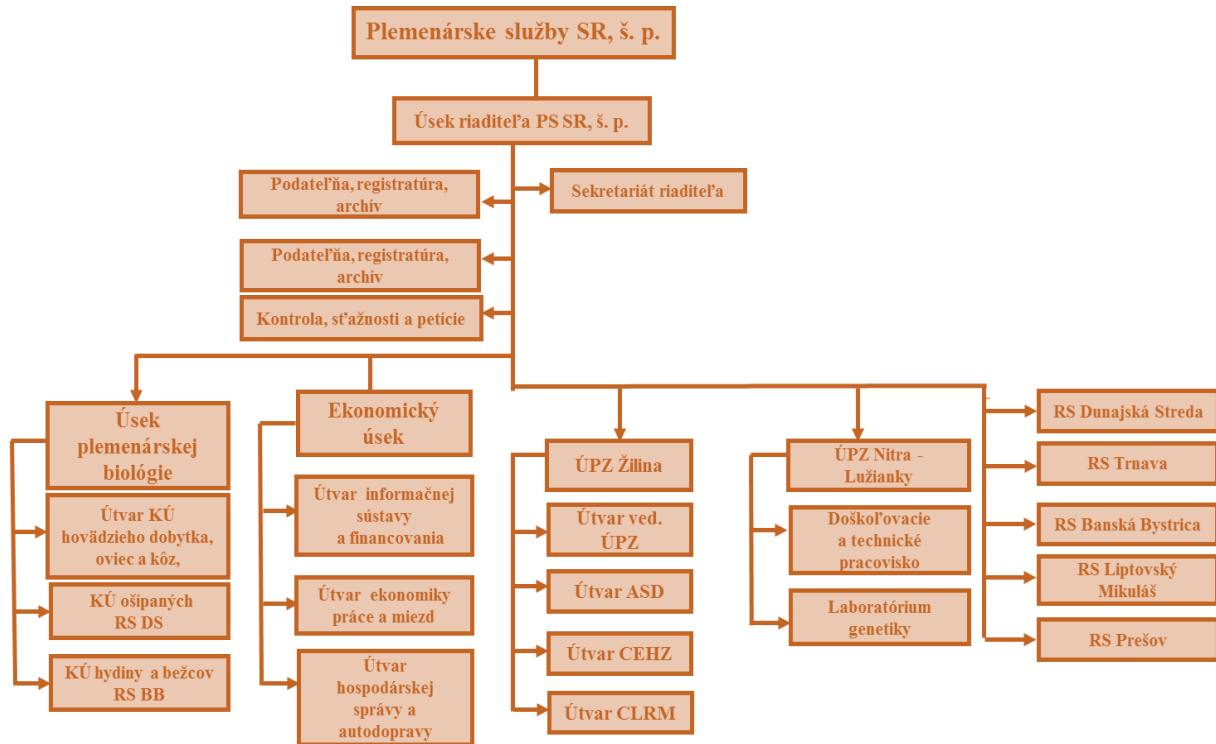 Plemenárske služby SR, š. p.
Úsek riaditeľa PS SR, š. p.
Podateľňa, registratúra,
archív
Sekretariát riaditeľa
Podateľňa, registratúra,
archív
Kontrola, sťažnosti a petície
Úsek
plemenárskej
biológie
Útvar KÚ
hovädzieho dobytka,
oviec a kôz,
KÚ ošípaných
RS DS
KÚ hydiny a bežcov
RS BB
Ekonomický
úsek
Útvar informačnej
sústavy
a financovania
Útvar ekonomiky
práce a miezd
Útvar
hospodárskej
správy a
autodopravy
ÚPZ Žilina
Útvar ved.
ÚPZ
Útvar ASD
Útvar CEHZ
Útvar CLRM
ÚPZ Nitra -
Lužianky
Doškoľovacie
a technické
pracovisko
Laboratórium
genetiky
RS Dunajská Streda
RS Trnava
RS Banská Bystrica
RS Liptovský
Mikuláš
RS Prešov